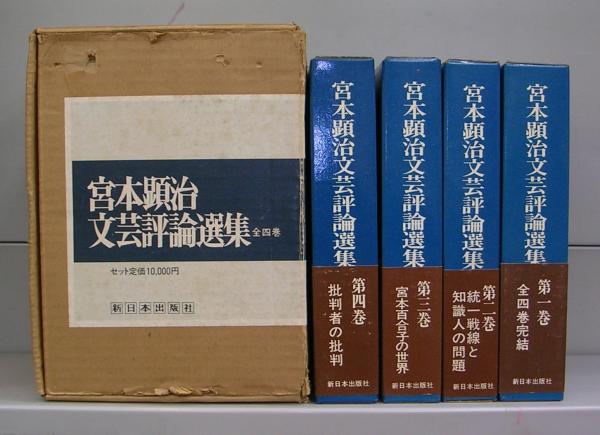 宮本顕治
文芸評論選集 全四巻
セット定価10,000円
新日本出版社
宮本顕治文芸評論選集
第四巻
批判者の批判
新日本出版社
宮本顕治文芸評論選集
第三巻
宮本百合子の世界
新日本出版社
宮本顕治文芸評論選集
第二巻
統一戦線と
知識人の問題
新日本出版社
宮本顕治文芸評論選集
第一巻
全四巻完結
新日本出版社